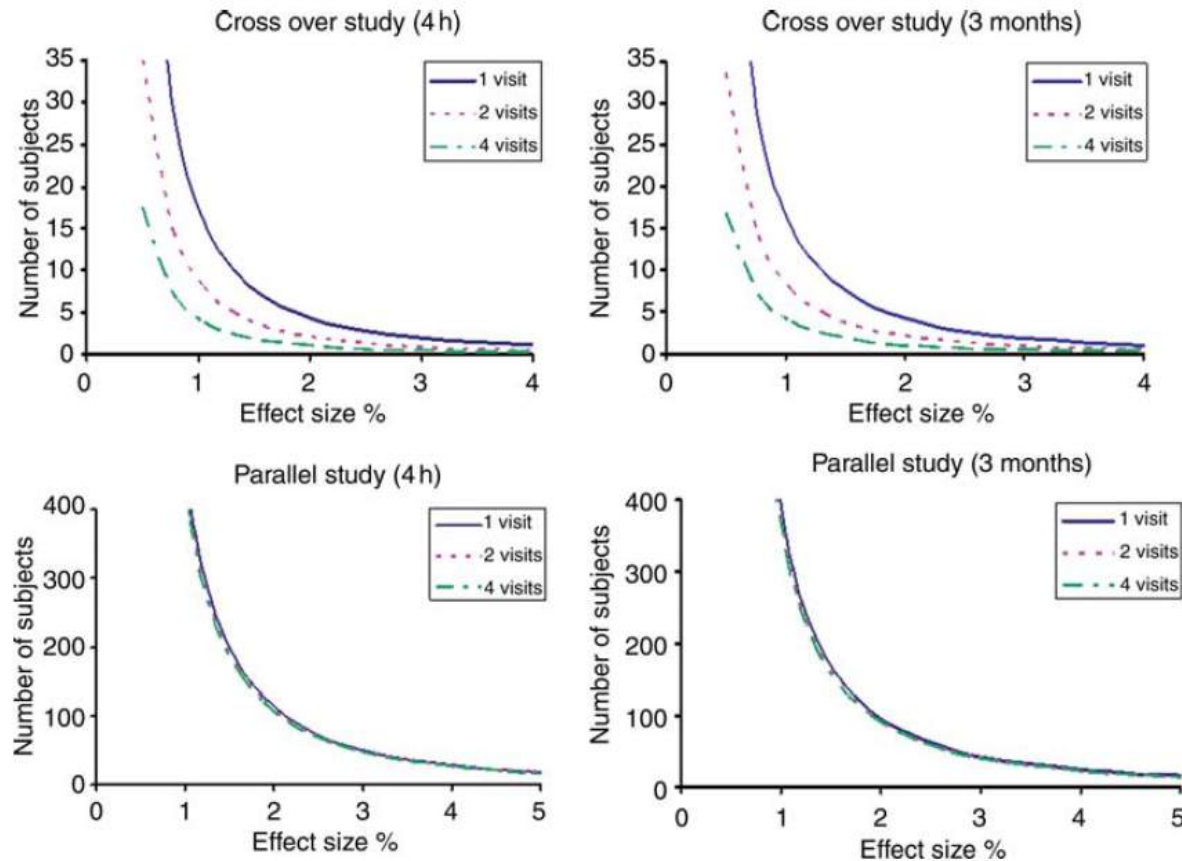 Cross over study (4 h)
Number of subjects
35
30
25
20
15
10
5
0
0 1 2 3 4
Effect size %
1 visit
2 visits
4 visits
Cross over study (3 months)
Number of subjects
35
30
25
20
15
10
5
0
0 1 2 3 4
Effect size %
1 visit
2 visits
4 visits
Parallel study (4 h)
Number of subjects
400
300
200
100
0
0 1 2 3 4 5
Effect size %
1 visit
2 visits
4 visits
Parallel study (3 months)
Number of subjects
400
300
200
100
0
0 1 2 3 4 5
Effect size %
1 visit
2 visits
4 visits